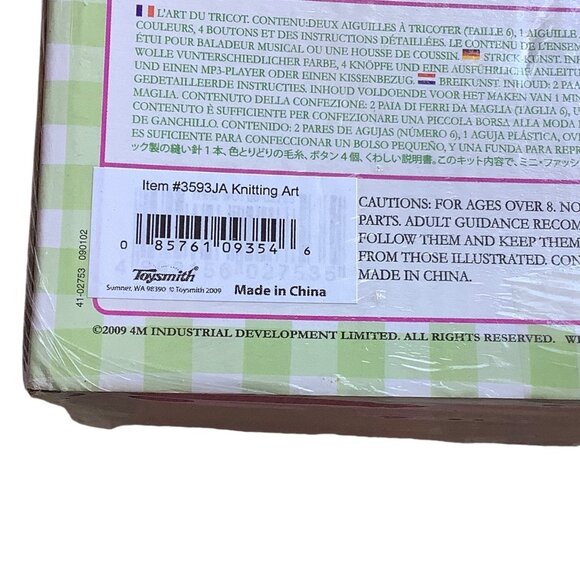 L'ART DU TRICOT. CONTENU:DEUX AIGUILLES À TRICOTER (TAILLE 6), 1 AIGUILLE
COULEURS, 4 BOUTONS ET DES INSTRUCTIONS DÉTAILLÉES. LE CONTENU DE L'ENSEM
ÉTUI POUR BALADEUR MUSICAL OU UNE HOUSSE DE COUSSIN. STRICK KUNST. INH
WOLLE VUNTERSCHIEDLICHER FARBE, 4 KNÖPFE UND EINE AUSFÜHRLICHE ANLEITU
UND EINEN MP3-PLAYER ODER EINEN KISSENBEZUG. BREIKUNST. INHOUD: 2 PAA
GEDETAILLEERDE INSTRUCTIES. INHOUD VOLDOENDE VOOR HET MAKEN VAN 1 MIN
MAGLIA. CONTENUTO DELLA CONFEZIONE: 2 PAIA DI FERRI DA MAGLIA (TAGLIA 6),
CONTENUTO È SUFFICIENTE PER CONFEZIONARE UNA PICCOLA BORSA ALLA MODA
DE GANCHILLO. CONTENIDO: 2 PARES DE AGUJAS (NÚMERO 6), 1 AGUJA PLÁSTICA, OV
ES SUFICIENTE PARA CONFECCIONAR UN BOLSO PEQUEÑO, Y UNA FUNDA PARA REPR
ック製の縫い針1本、色とりどりの毛糸、ボタン4個、くわしい説明書。このキット内容で、ミニ・ファッシ
Item #3593JA Knitting Art
0 85761 09354 6
Toysmith
Sumner, WA 98390 © Toysmith 2009 Made in China
41-02753 090102
CAUTIONS: FOR AGES OVER 8. NO
PARTS. ADULT GUIDANCE RECOM
FOLLOW THEM AND KEEP THEM
FROM THOSE ILLUSTRATED. CON
MADE IN CHINA.
©2009 4M INDUSTRIAL DEVELOPMENT LIMITED. ALL RIGHTS RESERVED. WE